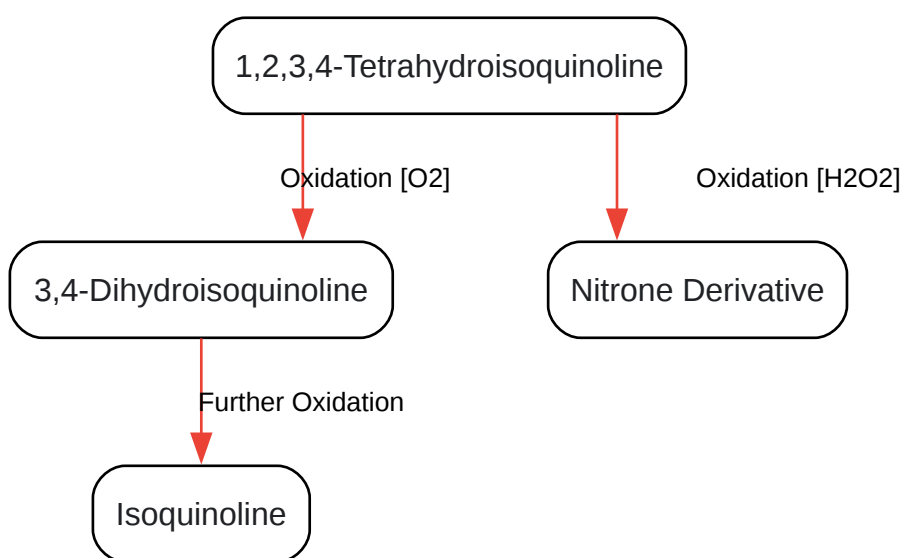 1,2,3,4-Tetrahydroisoquinoline
Oxidation [O2]
Oxidation [H2O2]
3,4-Dihydroisoquinoline
Nitrone Derivative
Further Oxidation
Isoquinoline